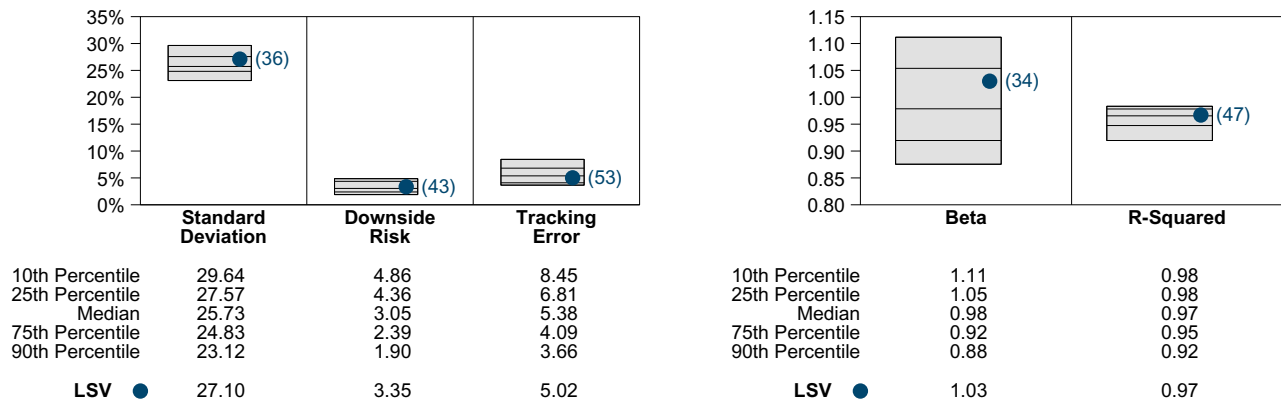 35%
30%
25%
20%
15%
10%
5%
0%
(36)
(43)
(53)
Standard Deviation
Downside Risk
Tracking Error
10th Percentile 29.64 4.86 8.45
25th Percentile 27.57 4.36 6.81
Median 25.73 3.05 5.38
75th Percentile 24.83 2.39 4.09
90th Percentile 23.12 1.90 3.66
LSV 27.10 3.35 5.02
1.15
1.10
1.05
1.00
0.95
0.90
0.85
0.80
(34)
(47)
Beta R-Squared
10th Percentile 1.11 0.98
25th Percentile 1.05 0.98
Median 0.98 0.97
75th Percentile 0.92 0.95
90th Percentile 0.88 0.92
LSV 1.03 0.97